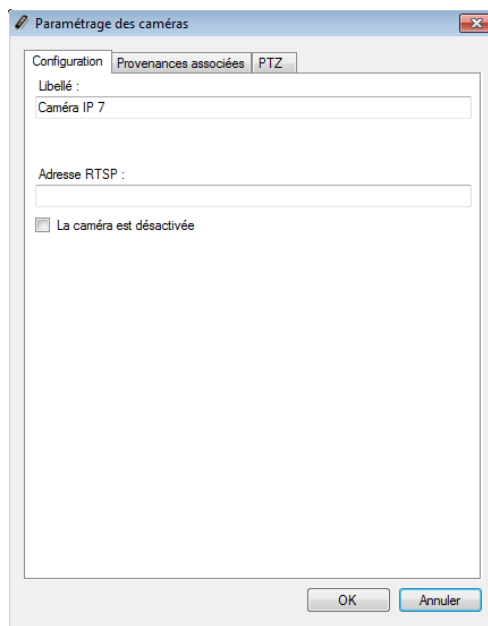 Paramétrage des caméras
Configuration Provenances associées PTZ
Libellé :
Caméra IP 7
Adresse RTSP :
La caméra est désactivée
OK Annuler